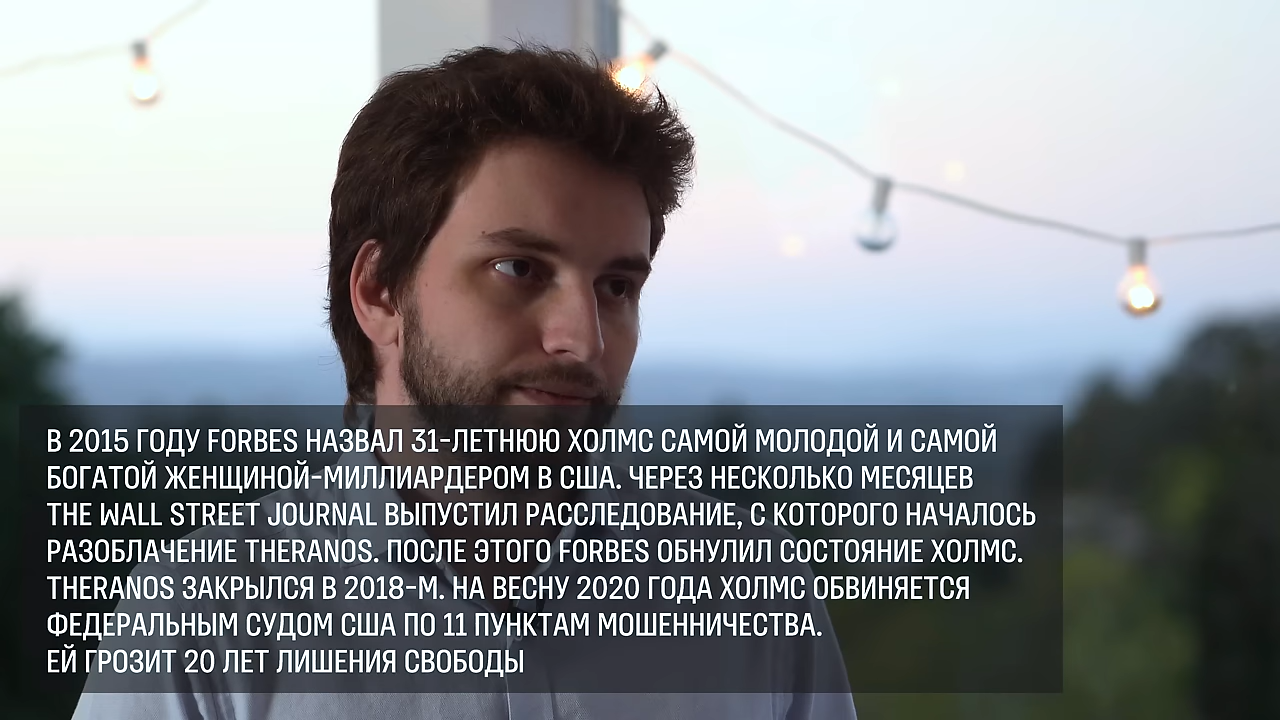 В 2015 ГОДУ FORBES НАЗВАЛ 31-ЛЕТНЮЮ ХОЛМС САМОЙ МОЛОДОЙ И САМОЙ
БОГАТОЙ ЖЕНЩИНОЙ-МИЛЛИАРДЕРОМ В США. ЧЕРЕЗ НЕСКОЛЬКО МЕСЯЦЕВ
THE WALL STREET JOURNAL ВЫПУСТИЛ РАССЛЕДОВАНИЕ, С КОТОРОГО НАЧАЛОСЬ
РАЗОБЛАЧЕНИЕ THERANOS. ПОСЛЕ ЭТОГО FORBES ОБНУЛИЛ СОСТОЯНИЕ ХОЛМС.
THERANOS ЗАКРЫЛСЯ В 2018-М. НА ВЕСНУ 2020 ГОДА ХОЛМС ОБВИНЯЕТСЯ
ФЕДЕРАЛЬНЫМ СУДОМ США ПО 11 ПУНКТАМ МОШЕННИЧЕСТВА.
ЕЙ ГРОЗИТ 20 ЛЕТ ЛИШЕНИЯ СВОБОДЫ